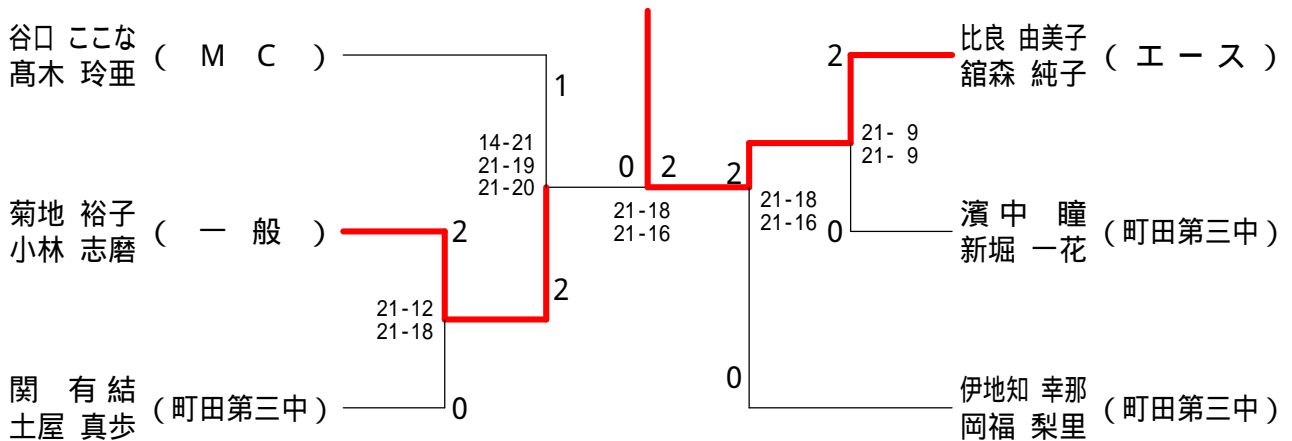 谷口 ここな
髙木 玲亜
( M C )
1
14-21
21-19
21-20
菊地 裕子
小林 志磨
( 一 般 )
2
2
21-12
21-18
関 有 結
土屋 真歩
(町田第三中)
0
0 2
21-18
21-16
2
比良 由美子
舘森 純子
( エ ー ス )
2
21- 9
21- 9
21-18
21-16
0
濱 中 瞳
新堀 一花
(町田第三中)
0
伊地知 幸那
岡福 梨里
(町田第三中)